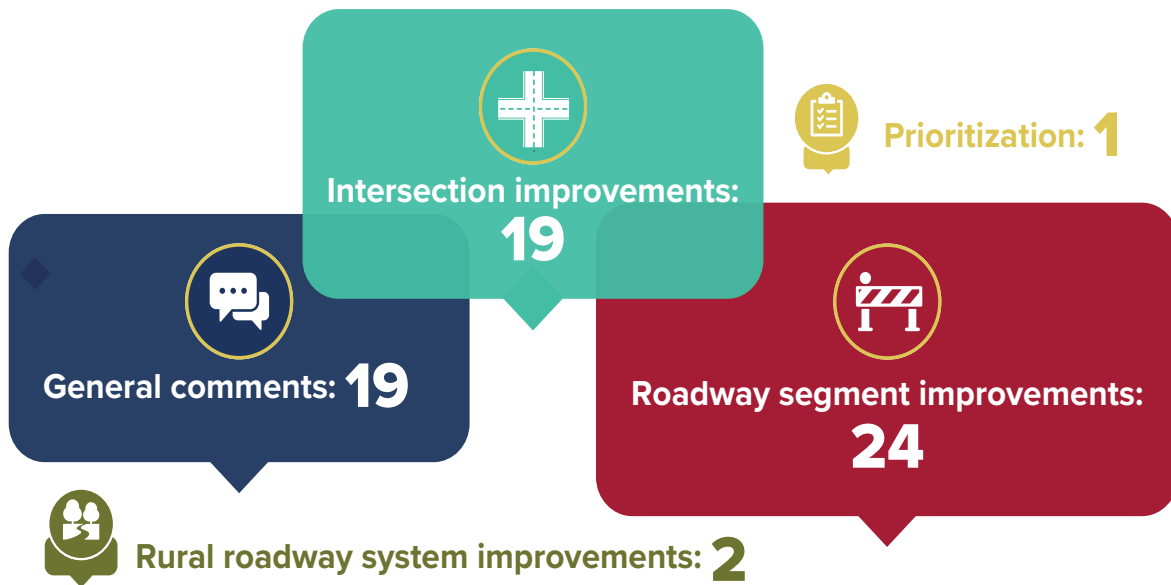 Intersection improvements:
19
Prioritization: 1
General comments: 19
Roadway segment improvements:
24
Rural roadway system improvements: 2